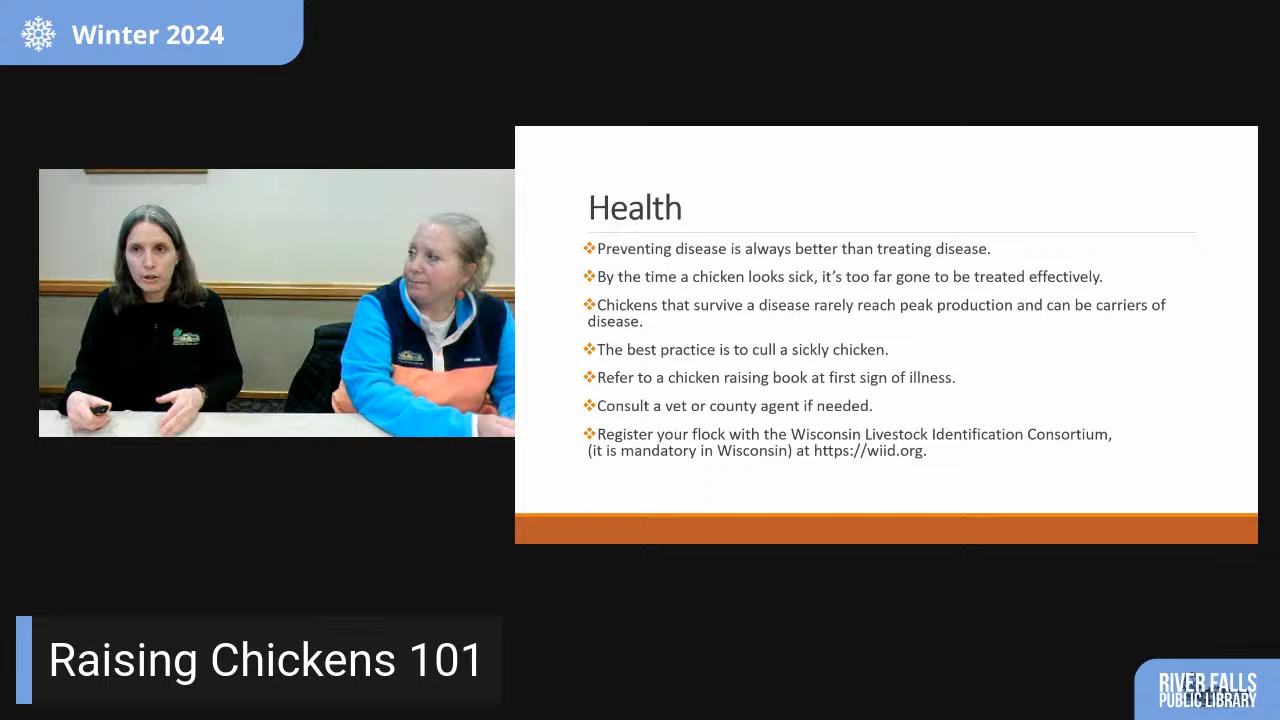 Winter 2024
Health
❖Preventing disease is always better than treating disease.
❖By the time a chicken looks sick, it’s too far gone to be treated effectively.
❖Chickens that survive a disease rarely reach peak production and can be carriers of
disease.
❖The best practice is to cull a sickly chicken.
❖Refer to a chicken raising book at first sign of illness.
❖Consult a vet or county agent if needed.
❖Register your flock with the Wisconsin Livestock Identification Consortium,
(it is mandatory in Wisconsin) at https://wiid.org.
Raising Chickens 101
RIVER FALLS
PUBLIC LIBRARY